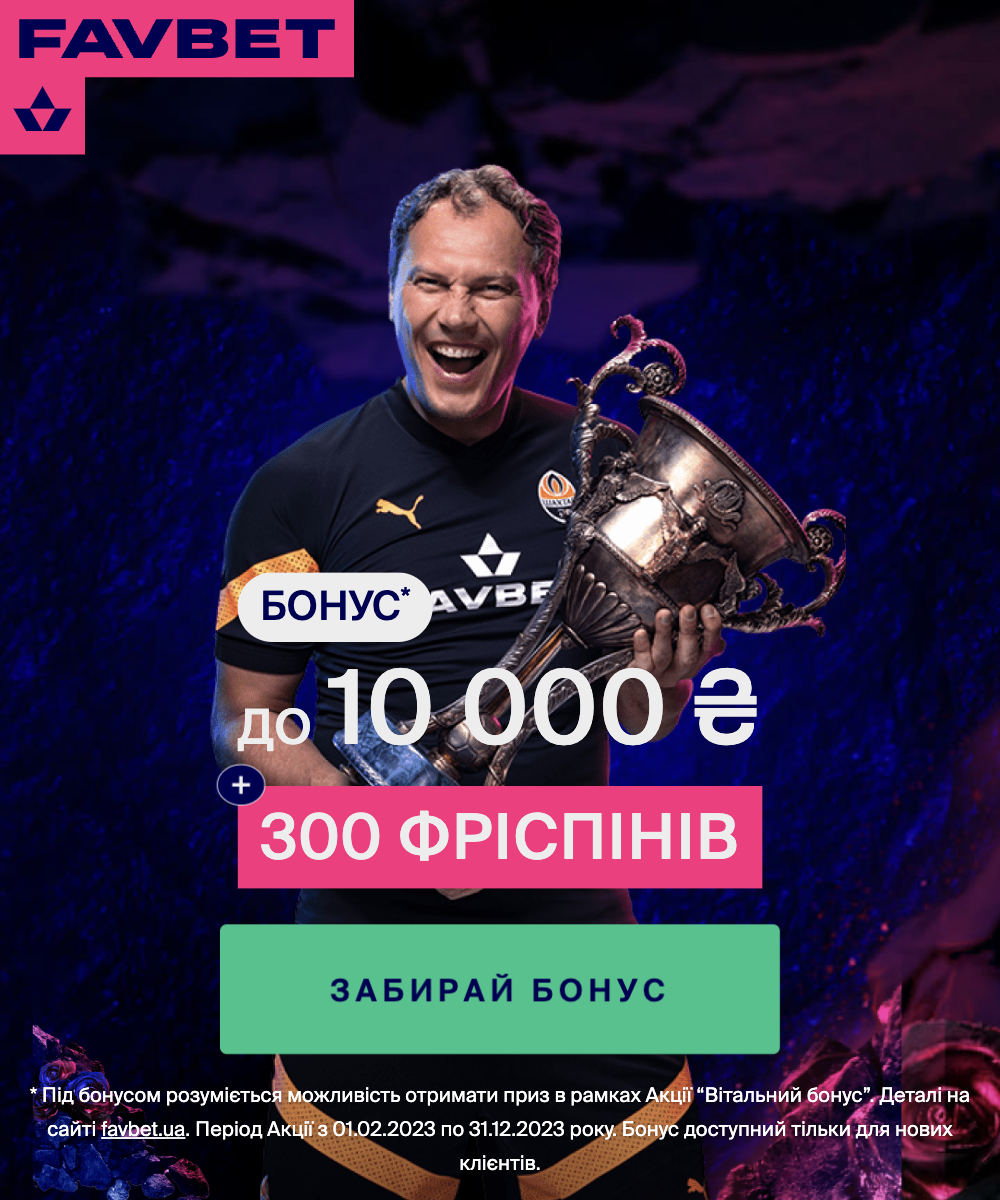 FAVBET
ШАХТАР
БОНУС*
до 10 000 ₴
+
300 ФРІСПІНІВ
ЗАБИРАЙ БОНУС
* Під бонусом розуміється можливість отримати приз в рамках Акції “Вітальний бонус”. Деталі на
сайті favbet.ua. Період Акції з 01.02.2023 по 31.12.2023 року. Бонус доступний тільки для нових
клієнтів.